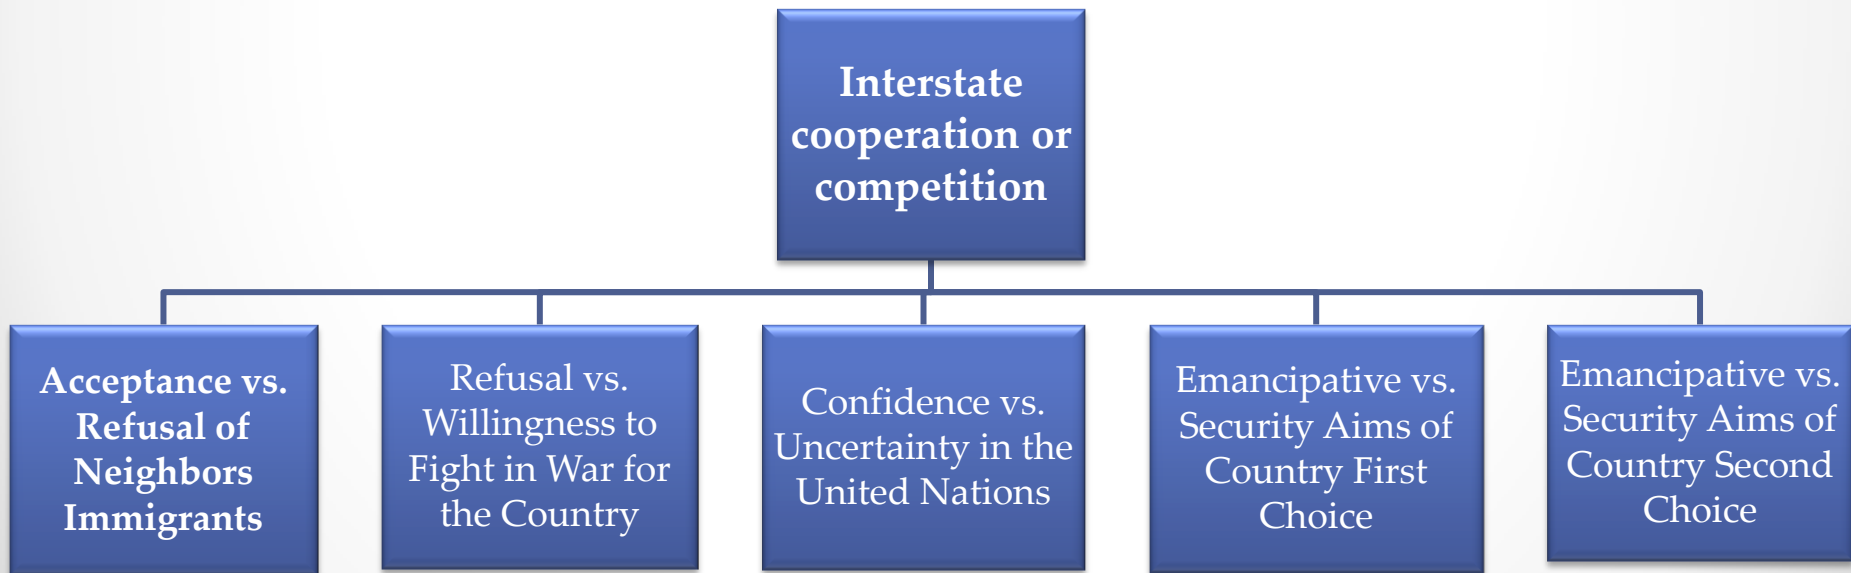 Interstate
cooperation or
competition
Acceptance vs.
Refusal of
Neighbors
Immigrants
Refusal vs.
Willingness to
Fight in War for
the Country
Confidence vs.
Uncertainty in the
United Nations
Emancipative vs.
Security Aims of
Country First
Choice
Emancipative vs.
Security Aims of
Country Second
Choice